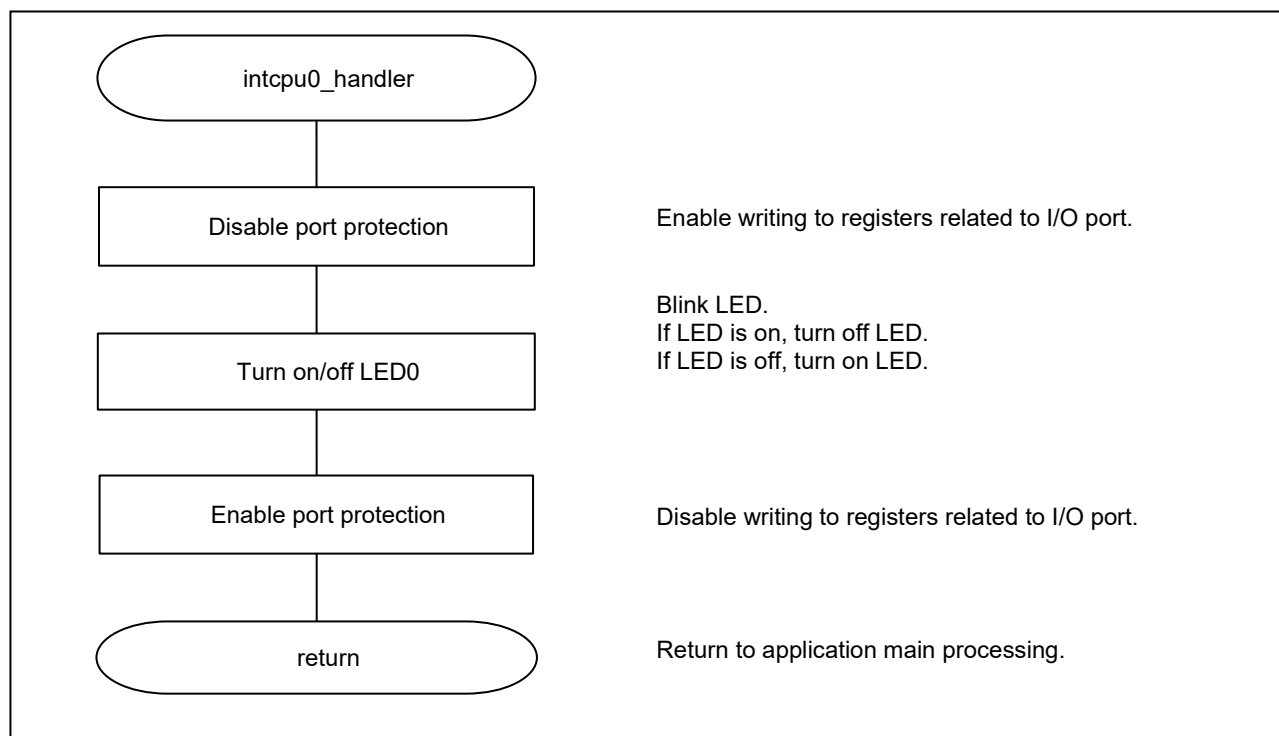 intcpu0_handler
Disable port protection
Enable writing to registers related to I/O port.
Blink LED.
If LED is on, turn off LED.
If LED is off, turn on LED.
Turn on/off LED0
Enable port protection
Disable writing to registers related to I/O port.
return
Return to application main processing.